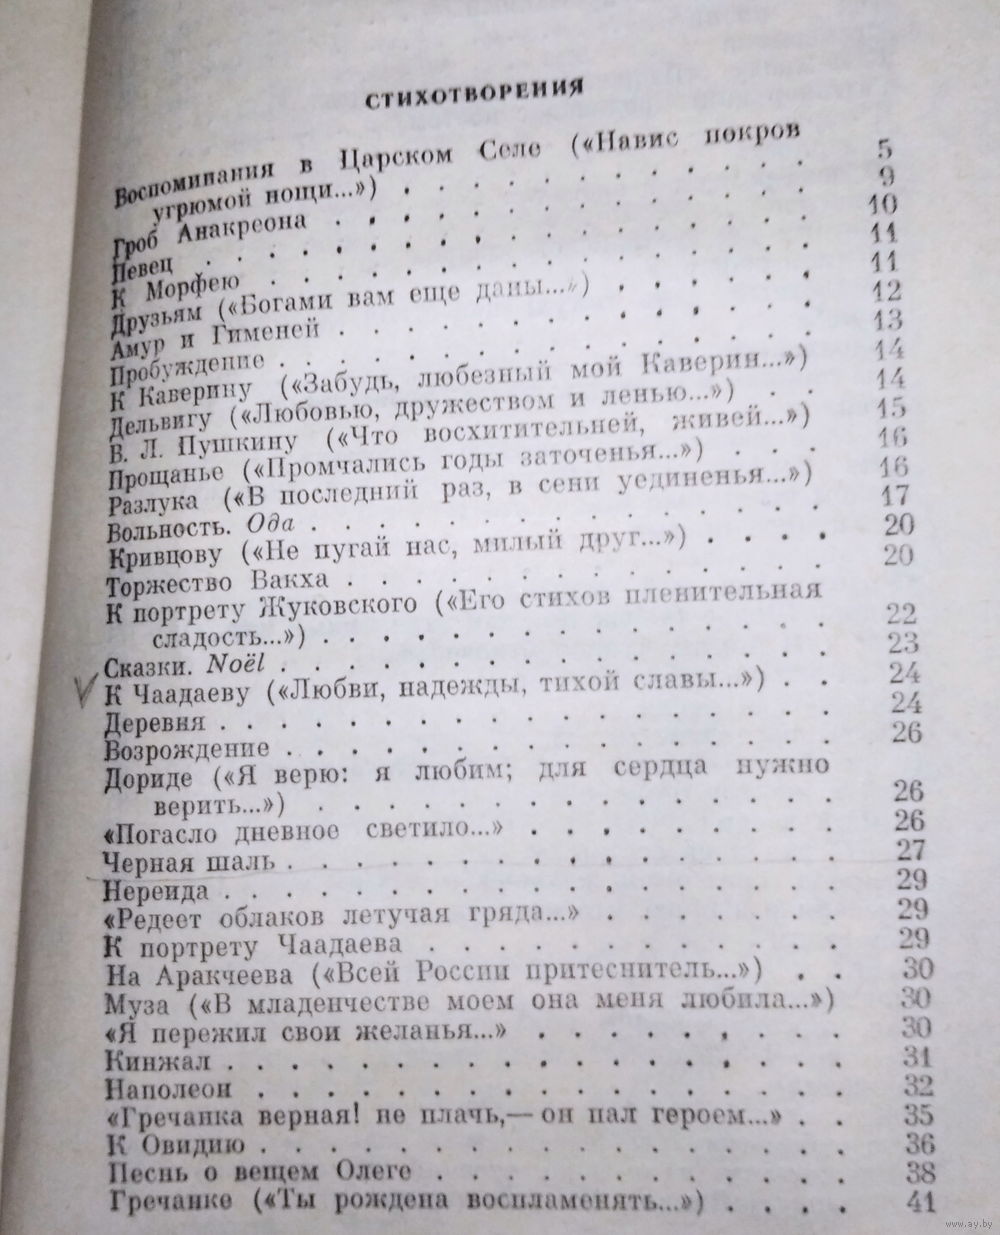 СТИХОТВОРЕНИЯ
Воспоминания в Царском Селе («Навис покров
угрюмой нощи...») . . . . . . . . . . . 5
Гроб Анакреона . . . . . . . . . . . . 9
Певец . . . . . . . . . . . . 10
К Морфею . . . . . . . . . . . . 11
Друзьям («Богами вам еще даны...») . . . . . . 11
Амур и Гименей . . . . . . . . . . . . 12
Пробуждение . . . . . . . . . . . . 13
К Каверину («Забудь, любезный мой Каверин...») 14
Дельвигу («Любовью, дружеством и ленью...») . . 14
В. Л. Пушкину («Что восхитительней, живей...») 15
Прощанье («Промчались годы заточенья...») . . . 16
Разлука («В последний раз, в сени уединенья...») 16
Вольность. Ода . . . . . . . . . . . . 17
Кривцову («Не пугай нас, милый друг...») . . . . 20
Торжество Вакха . . . . . . . . . . . . 20
К портрету Жуковского («Его стихов пленительная
сладость...») . . . . . . . . . . . . 22
Сказки. Noёl . . . . . . . . . . . . 23
К Чаадаеву («Любви, надежды, тихой славы...») . . 24
Деревня . . . . . . . . . . . . 24
Возрождение . . . . . . . . . . . . 26
Дориде («Я верю: я любим; для сердца нужно
верить...») . . . . . . . . . . . . 26
«Погасло дневное светило...» . . . . . . . . . . 26
Черная шаль . . . . . . . . . . . . 27
Нереида . . . . . . . . . . . . 29
«Редеет облаков летучая гряда...» . . . . . . . 29
К портрету Чаадаева . . . . . . . . . . 29
На Аракчеева («Всей России притеснитель...») . . 30
Муза («В младенчестве моем она меня любила...») 30
«Я пережил свои желанья...» . . . . . . . . . 30
Кинжал . . . . . . . . . . . . 31
Наполеон . . . . . . . . . . . . 32
«Гречанка верная! не плачь,— он пал героем...» . . 35
К Овидию . . . . . . . . . . . . 36
Песнь о вещем Олеге . . . . . . . . . . 38
Гречанке («Ты рождена воспламенять...») . . . . 41
www.ay.by